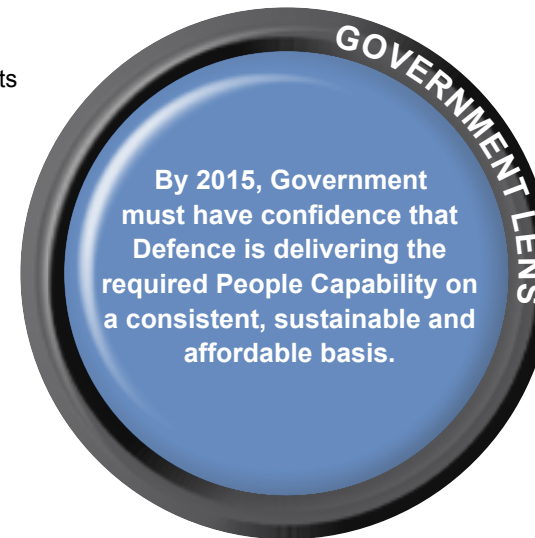 ts
GOVERNMENT LENS
By 2015, Government
must have confidence that
Defence is delivering the
required People Capability on
a consistent, sustainable and
affordable basis.